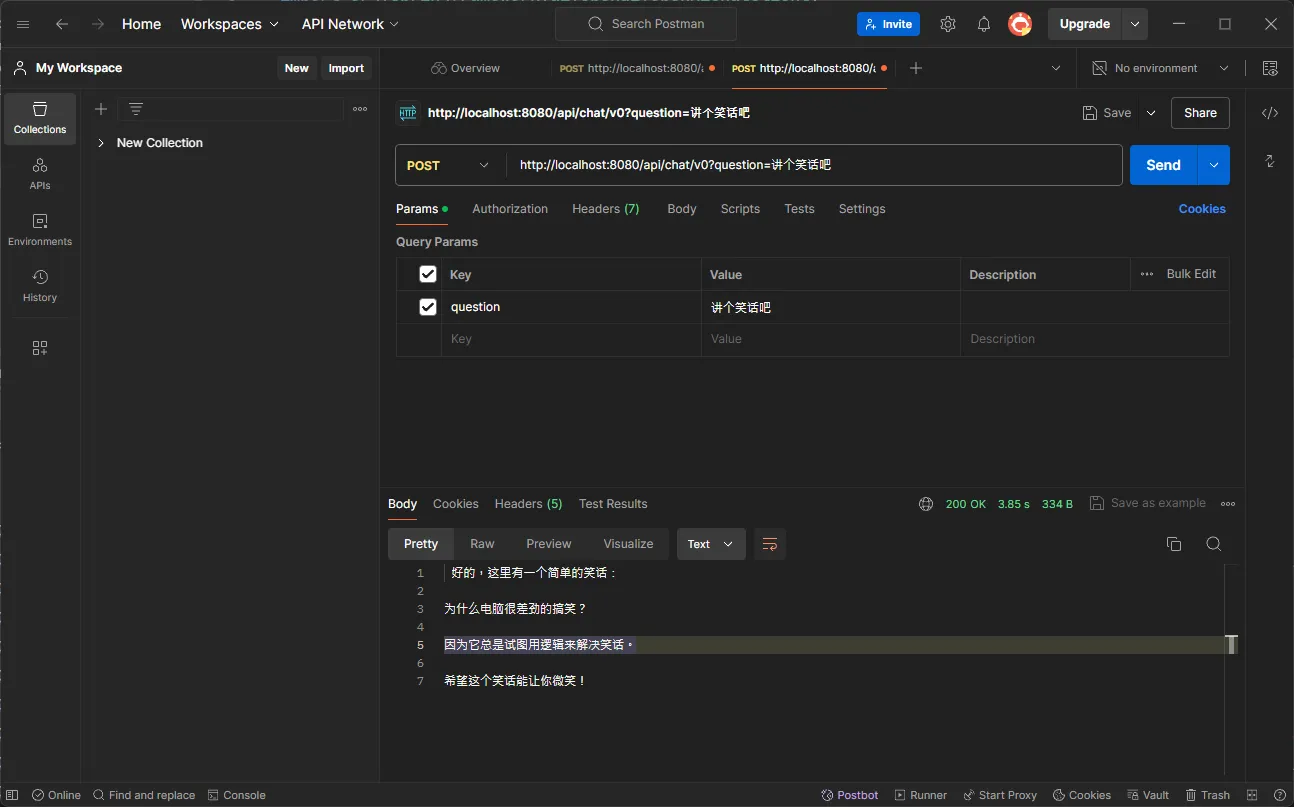 Home Workspaces API Network Search Postman Invite Upgrade
My Workspace New Import Overview POST http://localhost:8080/a POST http://localhost:8080/a No environment
HTTP http://localhost:8080/api/chat/v0?question=讲个笑话吧 Save Share
Collections
New Collection
APIs
Environments
History
POST http://localhost:8080/api/chat/v0?question=讲个笑话吧 Send
Params Authorization Headers (7) Body Scripts Tests Settings Cookies
Query Params
Key Value Description Bulk Edit
question 讲个笑话吧
Key Value Description
Body Cookies Headers (5) Test Results 200 OK 3.85 s 334 B Save as example
Pretty Raw Preview Visualize Text
1 好的，这里有一个简单的笑话：
2
3 为什么电脑很差劲的搞笑？
4
5 因为它总是试图用逻辑来解决笑话。
6
7 希望这个笑话能让你微笑！
Online Find and replace Console Postbot Runner Start Proxy Cookies Vault Trash